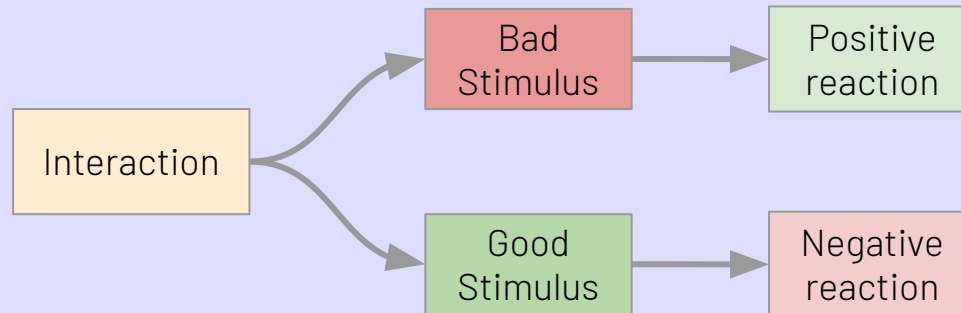 Interaction
Bad
Stimulus
Positive
reaction
Good
Stimulus
Negative
reaction